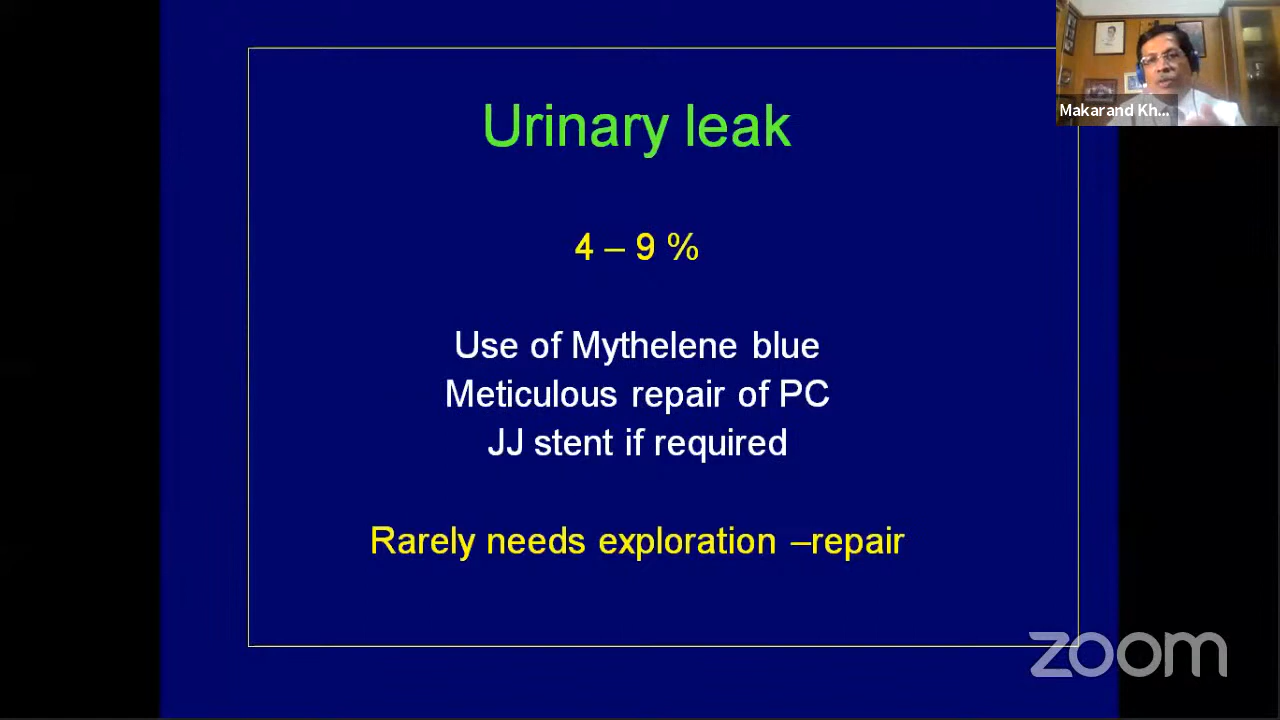 Makarand Kh...
Urinary leak
4 – 9 %
Use of Mythelene blue
Meticulous repair of PC
JJ stent if required
Rarely needs exploration –repair
zoom